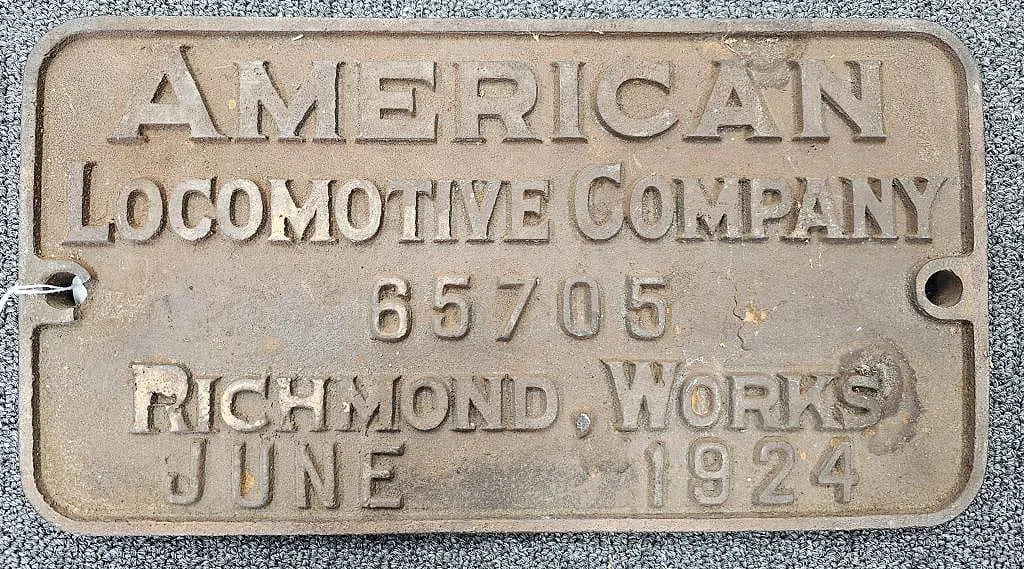 AMERICAN
LOCOMOTIVE COMPANY
65705
RICHMOND, WORKS
JUNE 1924